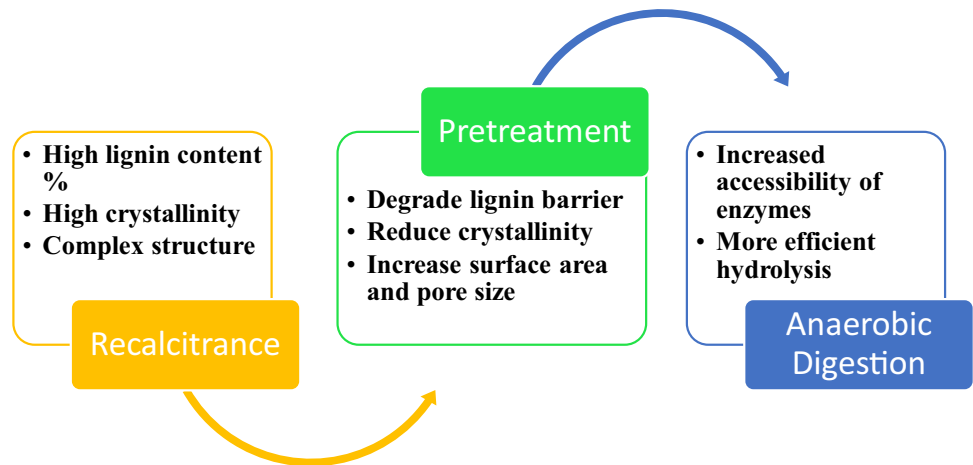 • High lignin content
%
• High crystallinity
• Complex structure
Recalcitrance
Pretreatment
• Degrade lignin barrier
• Reduce crystallinity
• Increase surface area
and pore size
• Increased
accessibility of
enzymes
• More efficient
hydrolysis
Anaerobic
Digestion